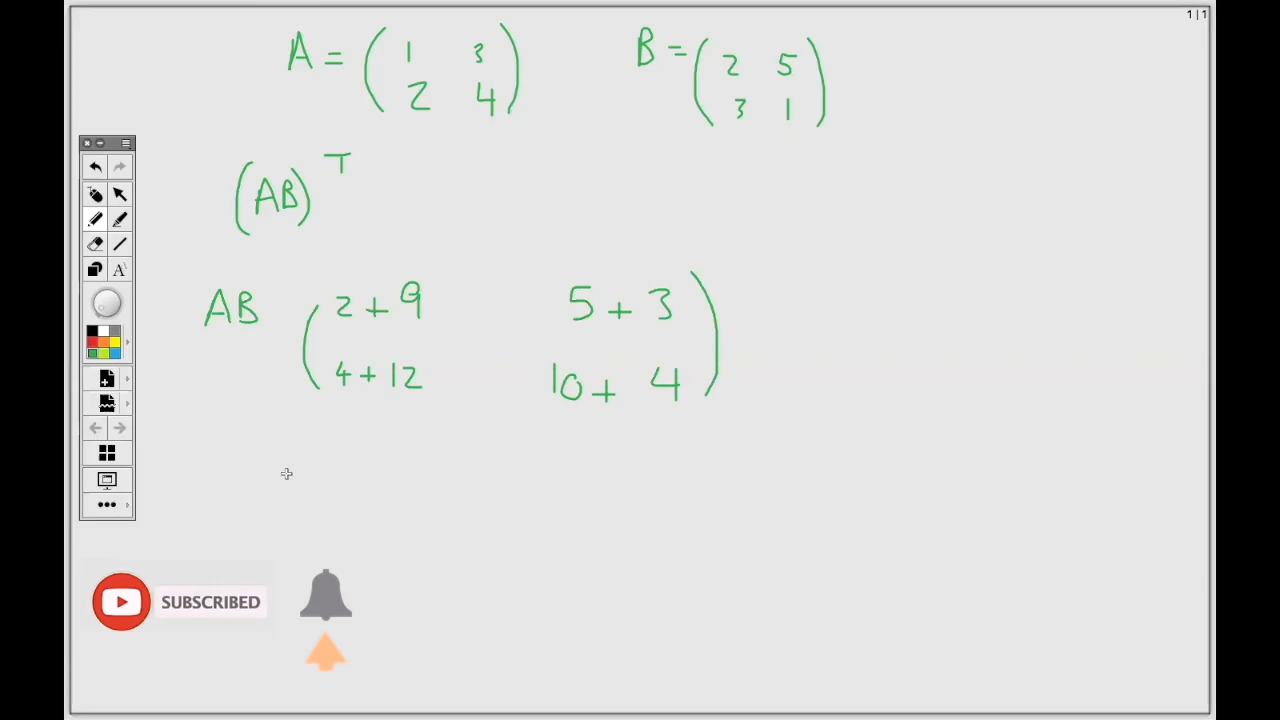 1 | 1
A = ( 1 3 B = ( 2 5
2 4 ) 3 1 )
(AB)ᵀ
AB ( 2 + 9 5 + 3
4 + 12 10 + 4 )
SUBSCRIBED